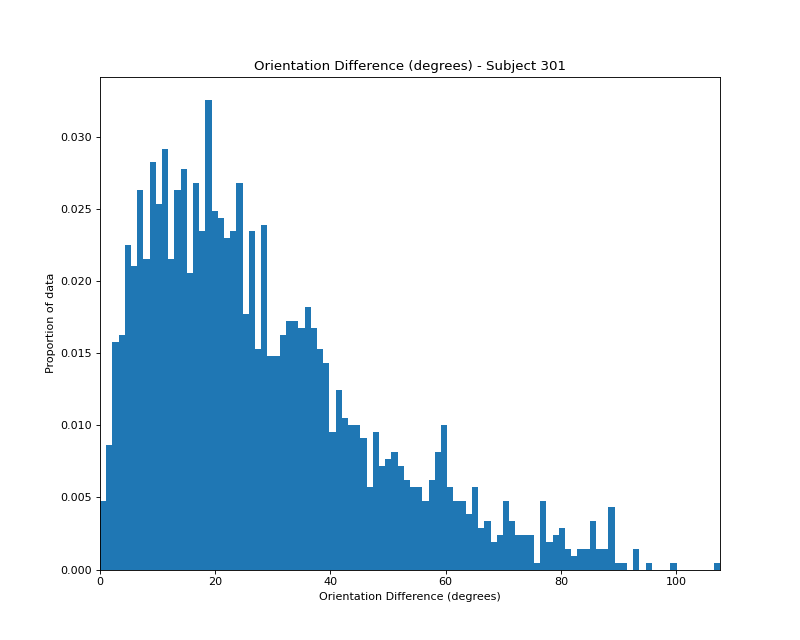 Orientation Difference (degrees) - Subject 301
0.030
0.025
0.020
0.015
0.010
0.005
0.000
Proportion of data
0 20 40 60 80 100
Orientation Difference (degrees)